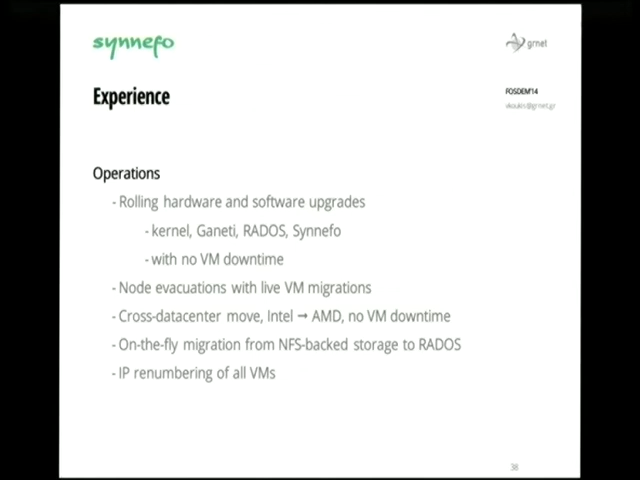 synnefo
grnet
Experience
FOSDEM'14
vkoukis@grnet.gr
Operations
- Rolling hardware and software upgrades
- kernel, Ganeti, RADOS, Synnefo
- with no VM downtime
- Node evacuations with live VM migrations
- Cross-datacenter move, Intel → AMD, no VM downtime
- On-the-fly migration from NFS-backed storage to RADOS
- IP renumbering of all VMs
38